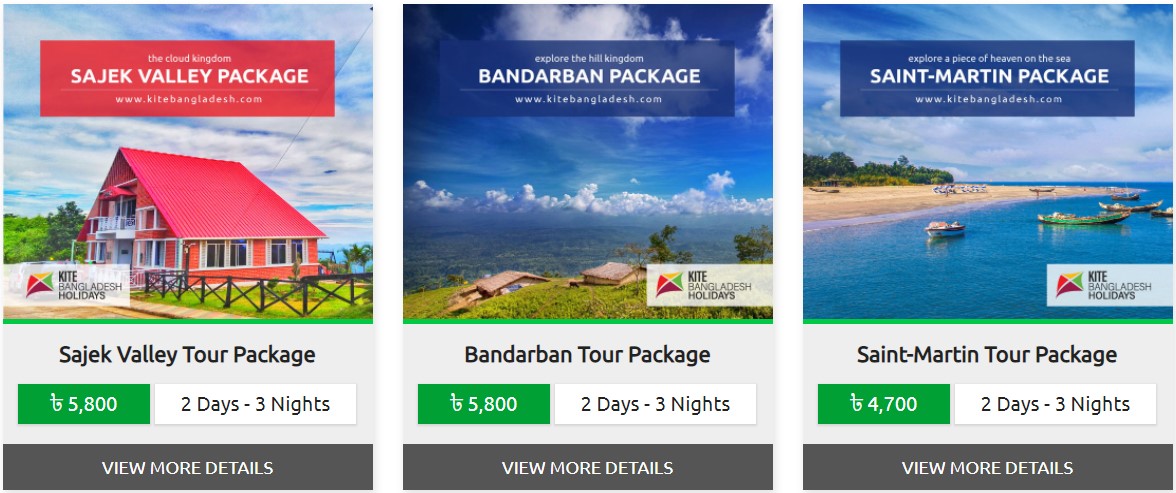 the cloud kingdom
SAJEK VALLEY PACKAGE
www.kitebangladesh.com
KITE
BANGLADESH
HOLIDAYS
Sajek Valley Tour Package
৳ 5,800
2 Days - 3 Nights
VIEW MORE DETAILS
explore the hill kingdom
BANDARBAN PACKAGE
www.kitebangladesh.com
KITE
BANGLADESH
HOLIDAYS
Bandarban Tour Package
৳ 5,800
2 Days - 3 Nights
VIEW MORE DETAILS
explore a piece of heaven on the sea
SAINT-MARTIN PACKAGE
www.kitebangladesh.com
KITE
BANGLADESH
HOLIDAYS
Saint-Martin Tour Package
৳ 4,700
2 Days - 3 Nights
VIEW MORE DETAILS